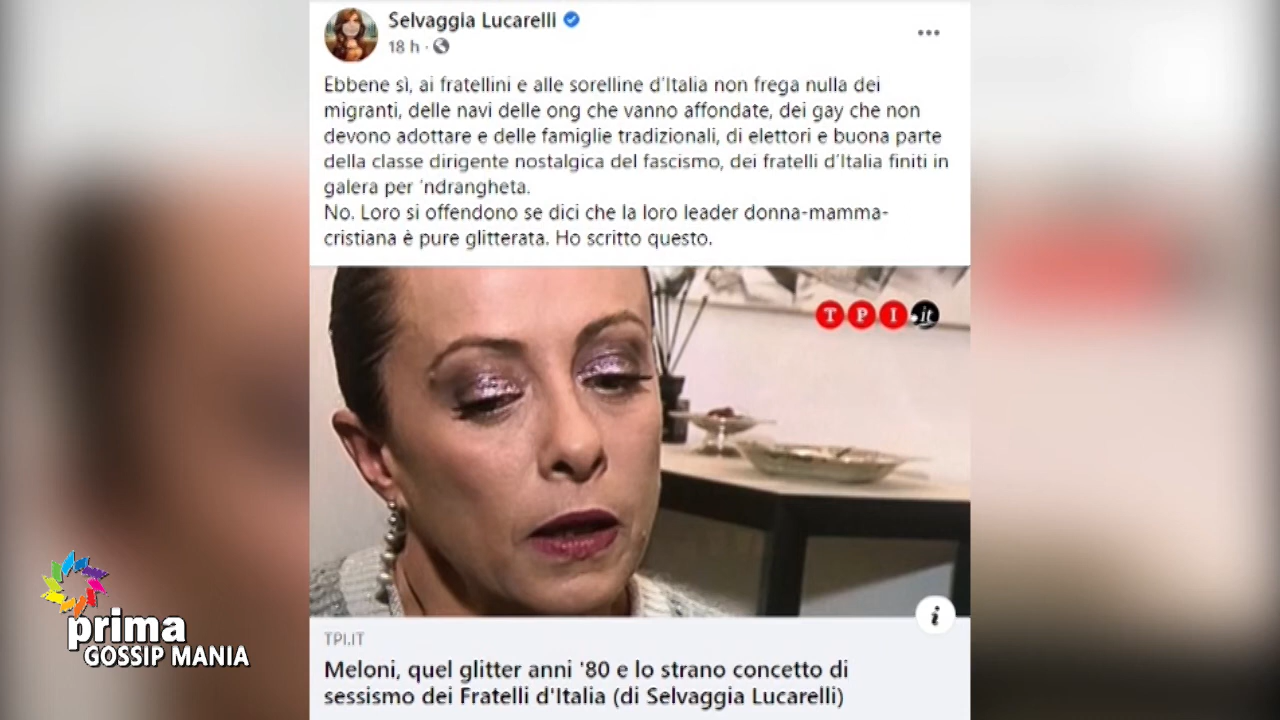 Selvaggia Lucarelli
18 h ·
Ebbene sì, ai fratellini e alle sorelline d'Italia non frega nulla dei
migranti, delle navi delle ong che vanno affondate, dei gay che non
devono adottare e delle famiglie tradizionali, di elettori e buona parte
della classe dirigente nostalgica del fascismo, dei fratelli d'Italia finiti in
galera per 'ndrangheta.
No. Loro si offendono se dici che la loro leader donna-mamma-
cristiana è pure glitterata. Ho scritto questo.
TPI.it
i
prima
GOSSIP MANIA
TPI.IT
Meloni, quel glitter anni '80 e lo strano concetto di
sessismo dei Fratelli d'Italia (di Selvaggia Lucarelli)